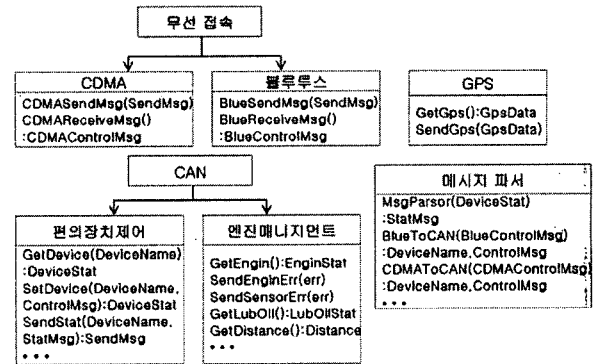 무선 접속
CDMA
CDMASendMsg(SendMsg)
CDMAReceiveMsg()
:CDMAControlMsg
블루투스
BlueSendMsg(SendMsg)
BlueReceiveMsg()
:BlueControlMsg
GPS
GetGps():GpsData
SendGps(GpsData)
CAN
편의장치제어
GetDevice(DeviceName)
:DeviceStat
SetDevice(DeviceName,
ControlMsg):DeviceStat
SendStat(DeviceName,
StatMsg):SendMsg
• • •
엔진매니지먼트
GetEngin():EnginStat
SendEnginErr(err)
SendSensorErr(err)
GetLubOil():LubOilStat
GetDistance():Distance
• • •
메시지 파서
MsgParsor(DeviceStat)
:StatMsg
BlueToCAN(BlueControlMsg)
:DeviceName,ControlMsg
CDMAToCAN(CDMAControlMsg)
:DeviceName,ControlMsg
• • •